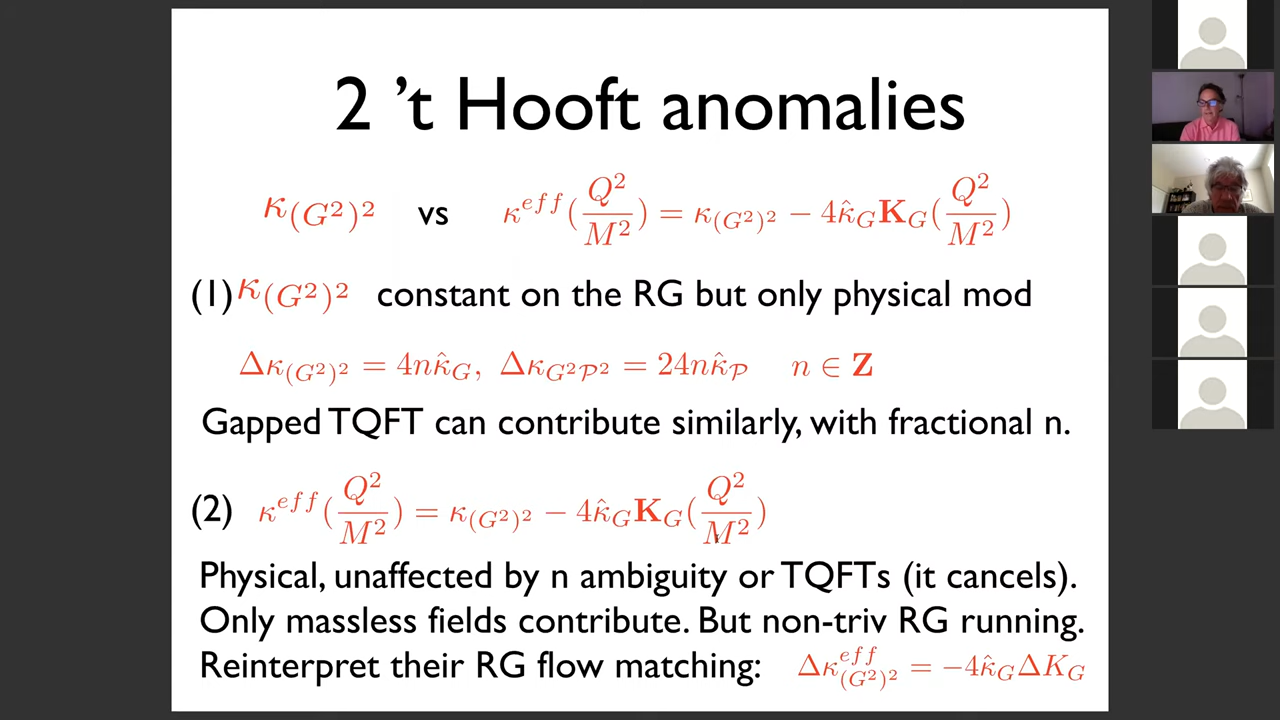 2 ’t Hooft anomalies
κ_{(G²)²} vs κ^{eff}(Q²/M²) = κ_{(G²)²} − 4κ̂_G K_G(Q²/M²)
(1) κ_{(G²)²} constant on the RG but only physical mod
Δκ_{(G²)²} = 4nκ̂_G, Δκ_{G²𝒫²} = 24nκ̂_𝒫 n ∈ Z
Gapped TQFT can contribute similarly, with fractional n.
(2) κ^{eff}(Q²/M²) = κ_{(G²)²} − 4κ̂_G K_G(Q²/M²)
Physical, unaffected by n ambiguity or TQFTs (it cancels).
Only massless fields contribute. But non-triv RG running.
Reinterpret their RG flow matching: Δκ^{eff}_{(G²)²} = −4κ̂_G ΔK_G